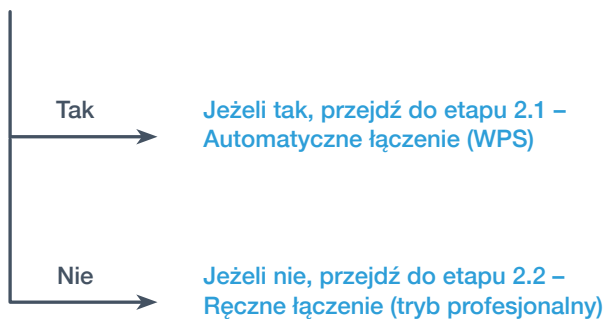 Tak
Jeżeli tak, przejdź do etapu 2.1 –
Automatyczne łączenie (WPS)
Nie
Jeżeli nie, przejdź do etapu 2.2 –
Ręczne łączenie (tryb profesjonalny)